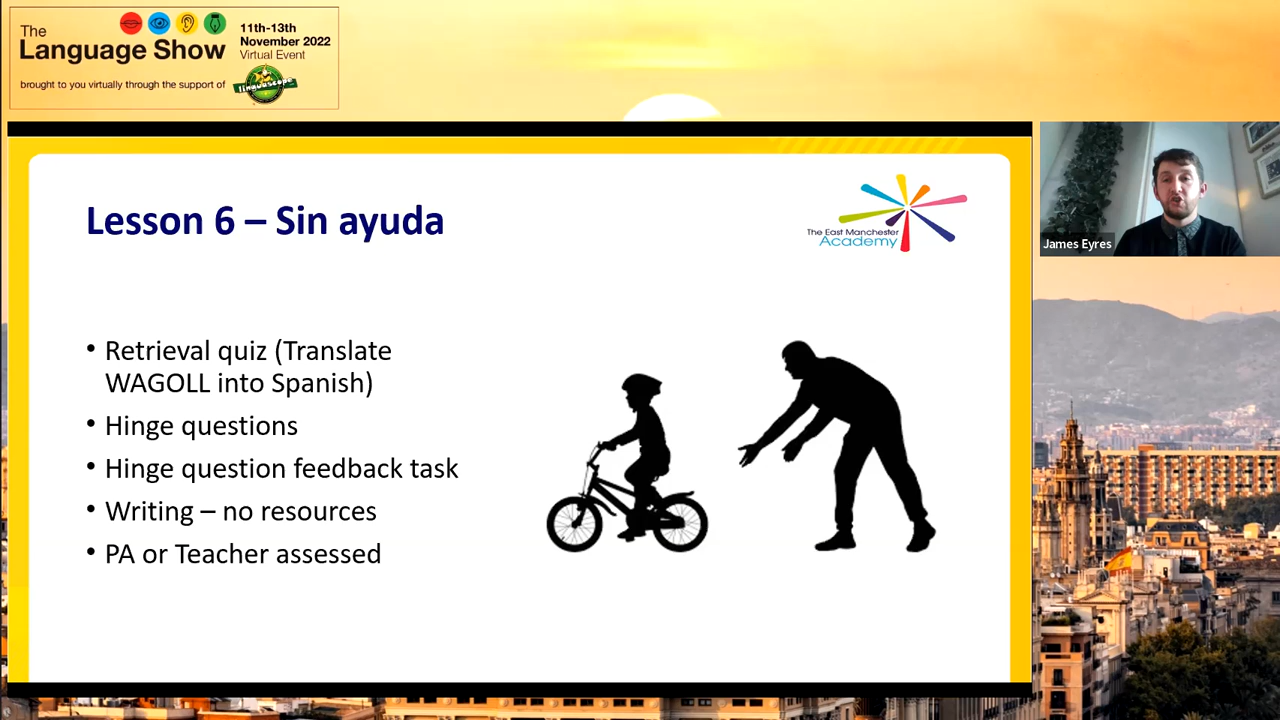 The
Language Show
11th-13th
November 2022
Virtual Event
brought to you virtually through the support of
linguascope
Lesson 6 – Sin ayuda
The East Manchester
Academy
• Retrieval quiz (Translate
WAGOLL into Spanish)
• Hinge questions
• Hinge question feedback task
• Writing – no resources
• PA or Teacher assessed
James Eyres